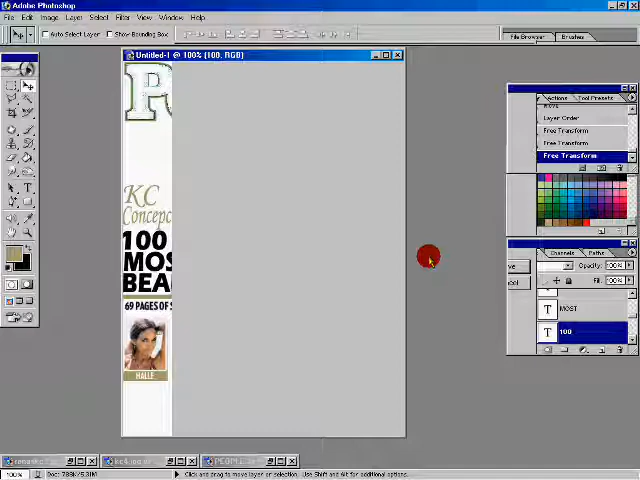 Adobe Photoshop
File Edit Image Layer Select Filter View Window Help
Auto Select Layer Show Bounding Box
File Browser Brushes
Untitled-1 @ 100% (100, RGB)
Actions Tool Presets
Layer Order
Free Transform
Free Transform
Free Transform
KC
Concep
100
MOS
BEA
69 PAGES OF S
HALLE
Channels Paths
Opacity: 100%
Fill: 100%
T MOST
T 100
100% Doc: 788K/5.31M Click and drag to move layer or selection. Use Shift and Alt for additional options.